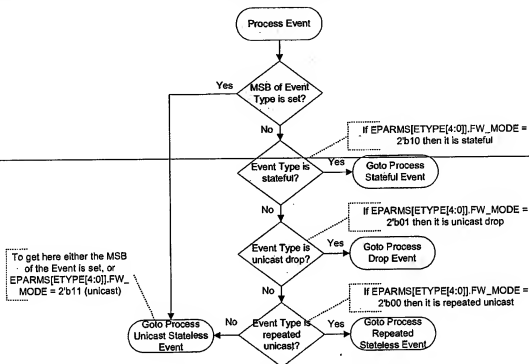 Process Event
Yes
MSB of Event
Type is set?
No
If EPARMS[ETYPE[4:0]].FW_MODE =
2'b10 then it is stateful
Event Type is
stateful?
Yes
Goto Process
Stateful Event
No
If EPARMS[ETYPE[4:0]].FW_MODE =
2'b01 then it is unicast drop
Event Type is
unicast drop?
Yes
Goto Process
Drop Event
To get here either the MSB
of the Event is set, or
EPARMS[ETYPE[4:0]].FW_
MODE = 2'b11 (unicast)
No
If EPARMS[ETYPE[4:0]].FW_MODE =
2'b00 then it is repeated unicast
Goto Process
Unicast Stateless
Event
No
Event Type is
repeated
unicast?
Yes
Goto Process
Repeated
Stateless Event